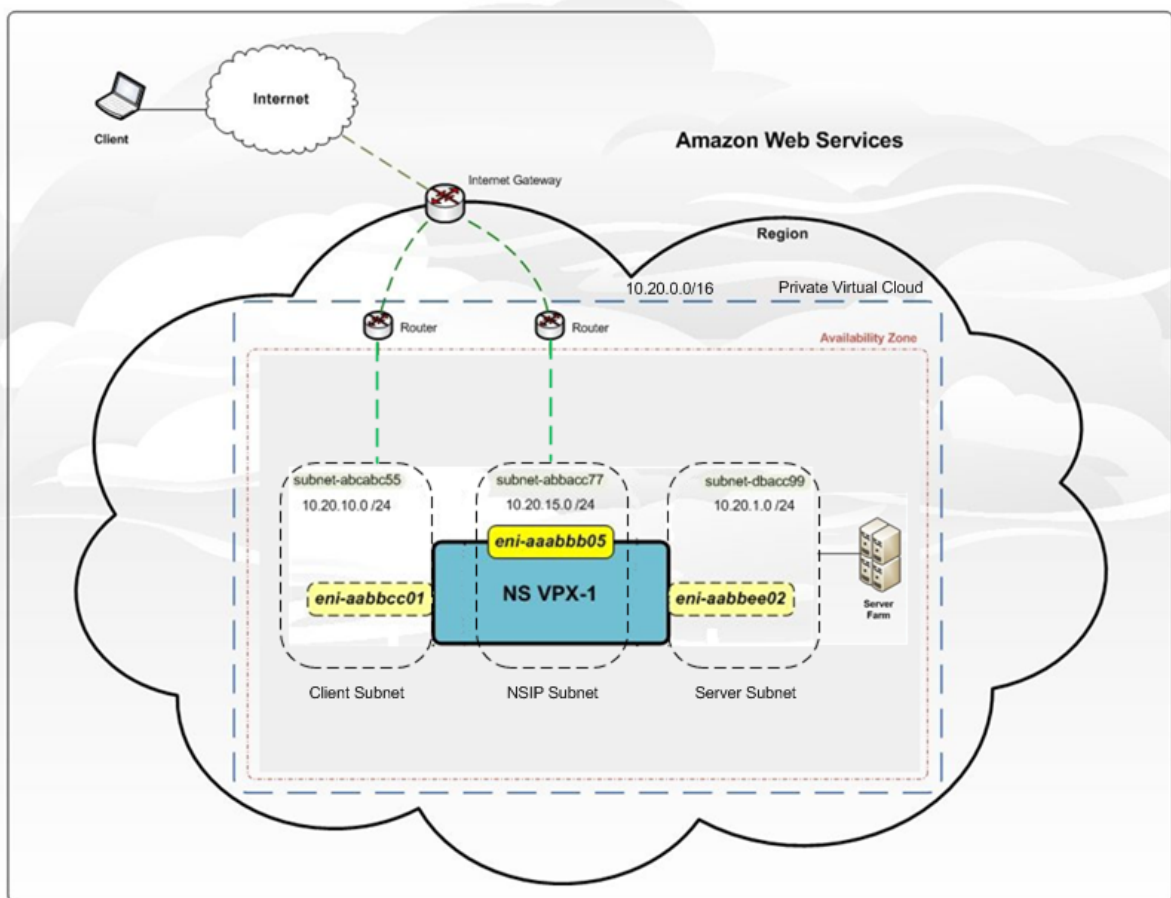 Internet
Client
Amazon Web Services
Internet Gateway
Region
10.20.0.0/16
Private Virtual Cloud
Router
Router
Availability Zone
subnet-abcabc55
subnet-abbacc77
subnet-dbacc99
10.20.10.0 /24
10.20.15.0 /24
10.20.1.0 /24
eni-aaabbb05
eni-aabbcc01
NS VPX-1
eni-aabbee02
Server
Farm
Client Subnet
NSIP Subnet
Server Subnet